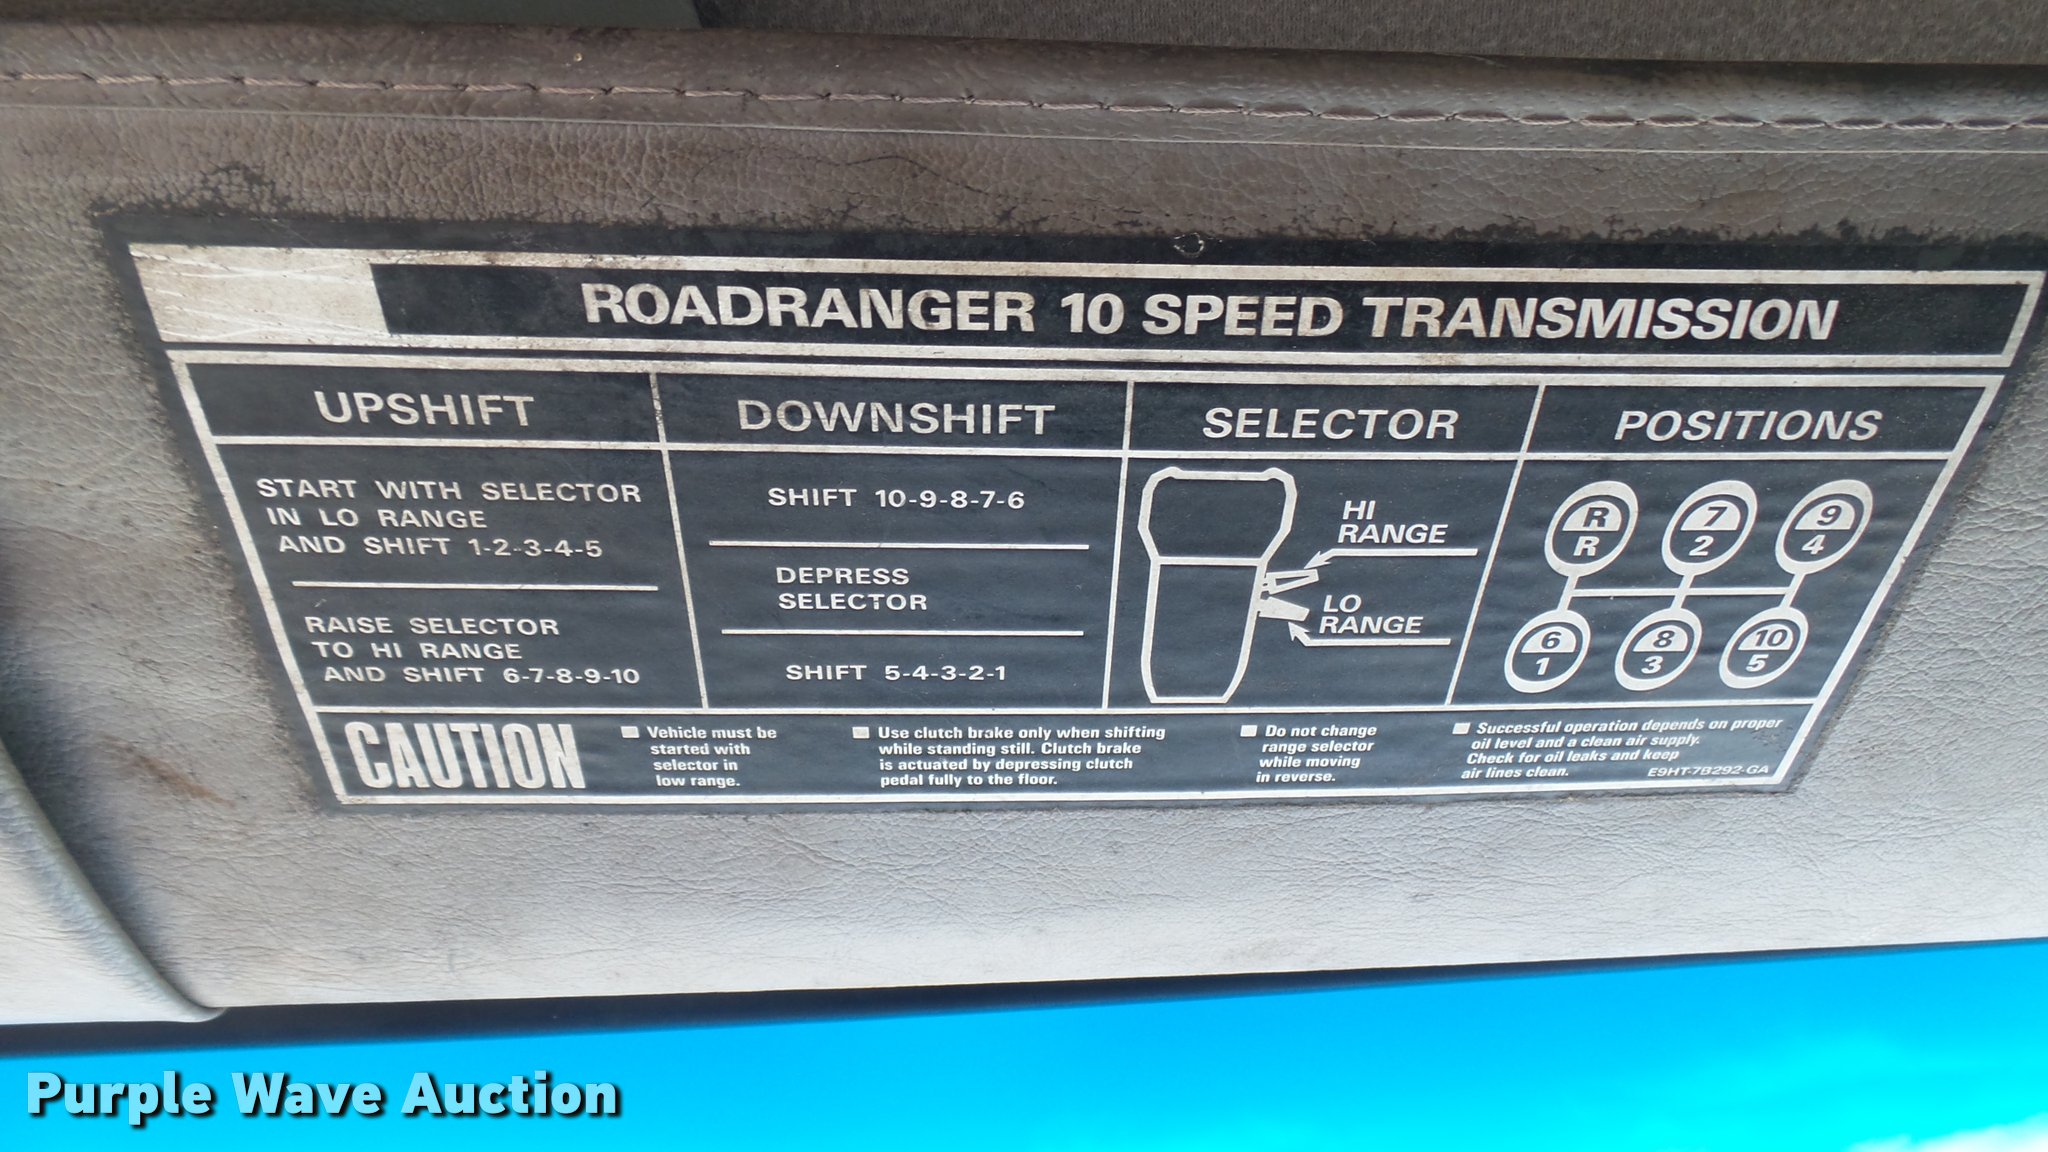 ROADRANGER 10 SPEED TRANSMISSION
UPSHIFT
START WITH SELECTOR
IN LO RANGE
AND SHIFT 1-2-3-4-5
RAISE SELECTOR
TO HI RANGE
AND SHIFT 6-7-8-9-10
DOWNSHIFT
SHIFT 10-9-8-7-6
DEPRESS
SELECTOR
SHIFT 5-4-3-2-1
SELECTOR
HI
RANGE
LO
RANGE
POSITIONS
R 7 9
R 2 4
6 8 10
1 3 5
CAUTION
Vehicle must be
started with
selector in
low range.
Use clutch brake only when shifting
while standing still. Clutch brake
is actuated by depressing clutch
pedal fully to the floor.
Do not change
range selector
while moving
in reverse.
Successful operation depends on proper
oil level and a clean air supply.
Check for oil leaks and keep
air lines clean.
E9HT-7B292-GA
Purple Wave Auction